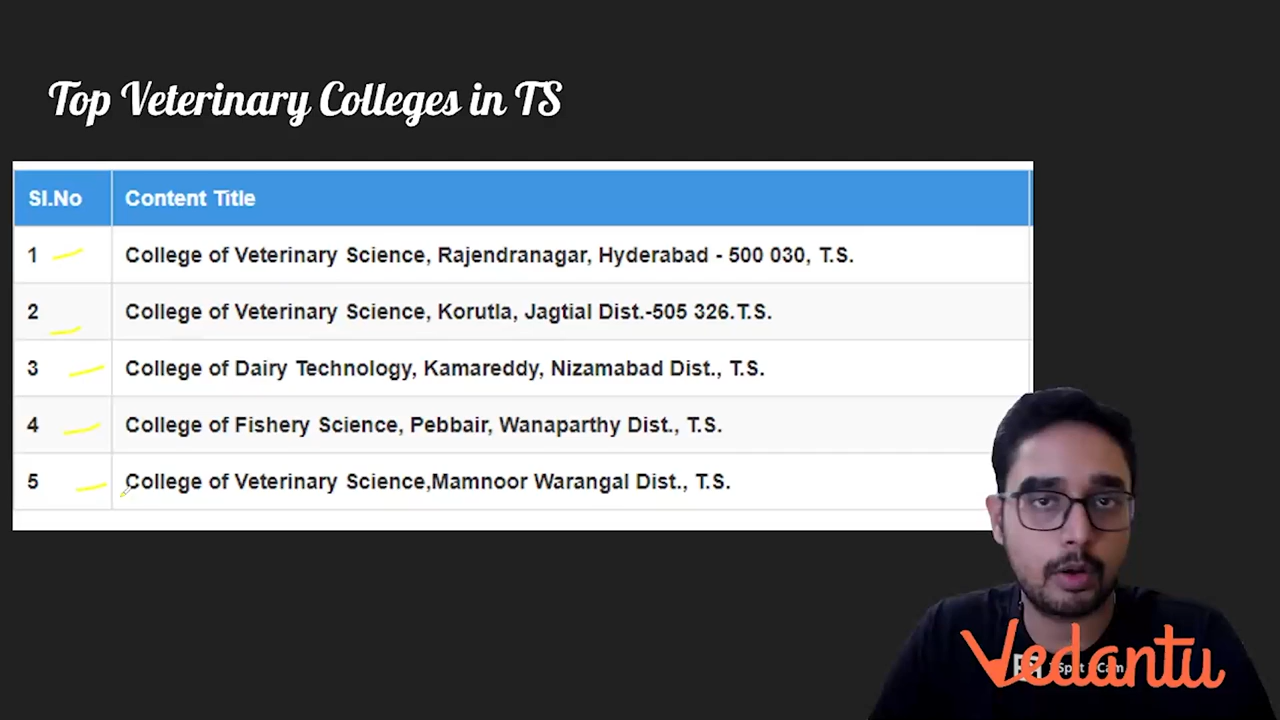 Top Veterinary Colleges in TS
Sl.No Content Title
1 College of Veterinary Science, Rajendranagar, Hyderabad - 500 030, T.S.
2 College of Veterinary Science, Korutla, Jagtial Dist.-505 326.T.S.
3 College of Dairy Technology, Kamareddy, Nizamabad Dist., T.S.
4 College of Fishery Science, Pebbair, Wanaparthy Dist., T.S.
5 College of Veterinary Science,Mamnoor Warangal Dist., T.S.
Vedantu